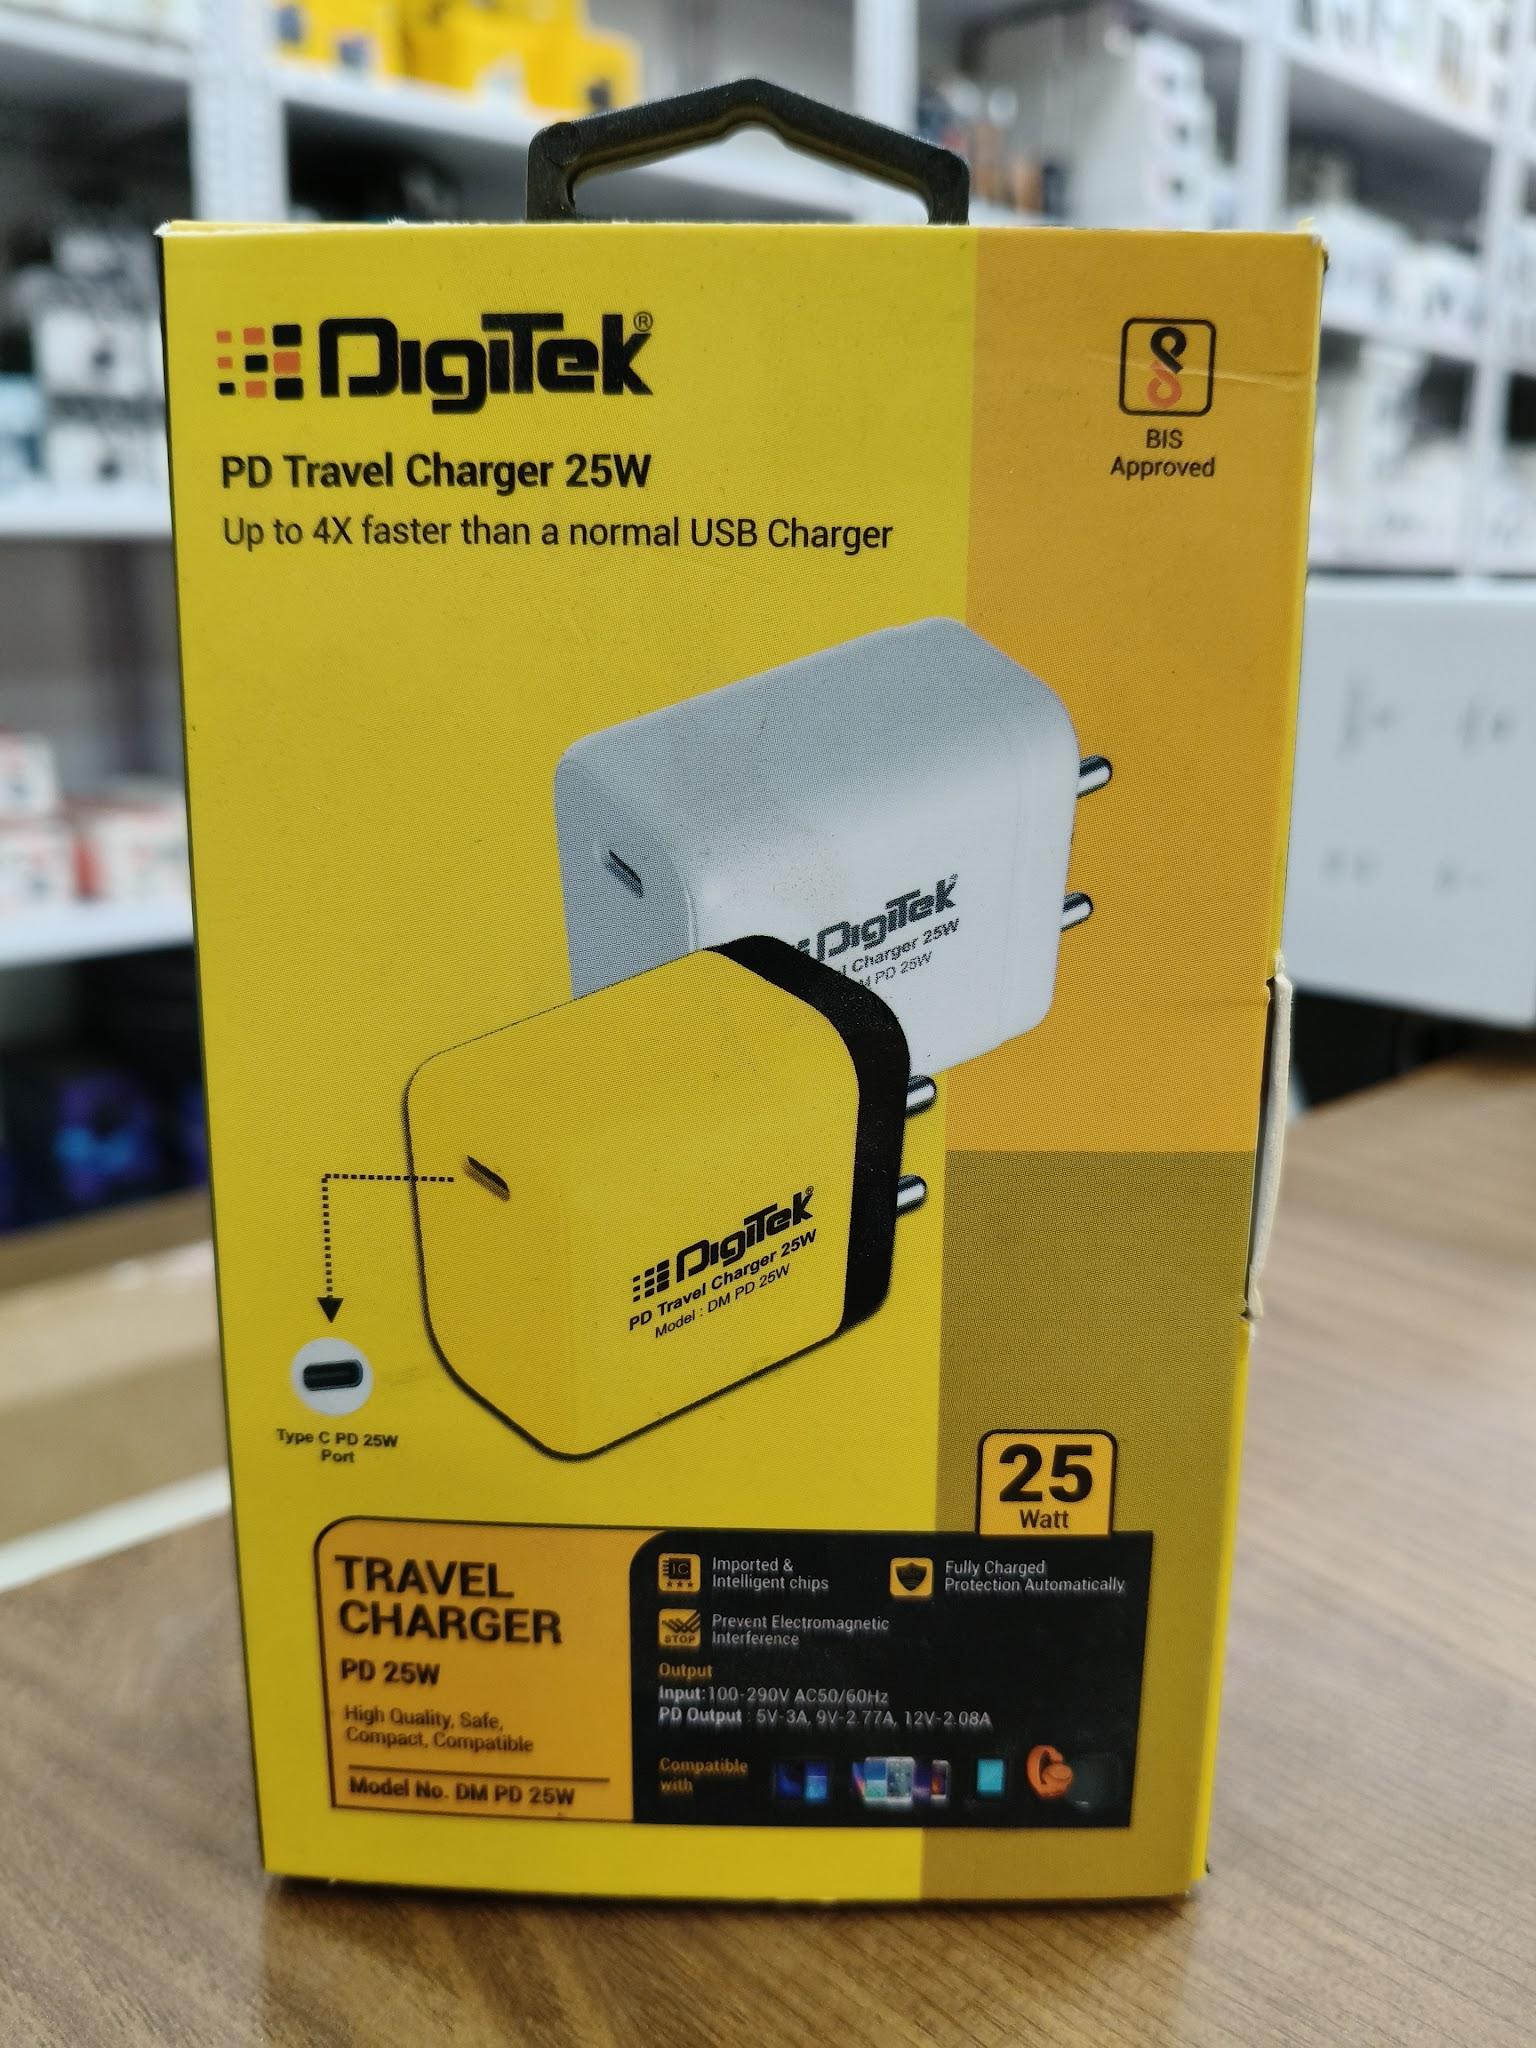 DigiTek®
PD Travel Charger 25W
Up to 4X faster than a normal USB Charger
BIS
Approved
DigiTek
Charger 25W
PD 25W
DigiTek®
PD Travel Charger 25W
Model : DM PD 25W
Type C PD 25W
Port
25
Watt
TRAVEL
CHARGER
PD 25W
High Quality, Safe,
Compact, Compatible
Model No. DM PD 25W
IC
Imported &
Intelligent chips
Fully Charged
Protection Automatically
STOP
Prevent Electromagnetic
Interference
Output
Input:100-290V AC50/60Hz
PD Output : 5V-3A, 9V-2.77A, 12V-2.08A
Compatible
with